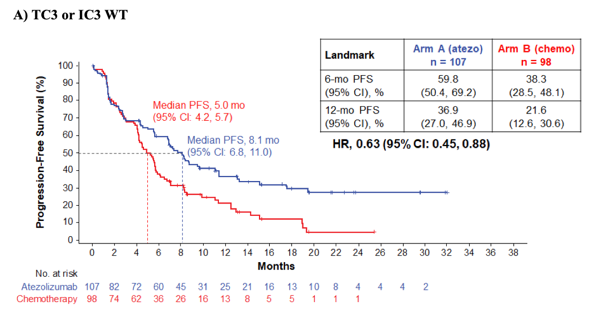 A) TC3 or IC3 WT
Landmark Arm A (atezo) n = 107 Arm B (chemo) n = 98
6-mo PFS (95% CI), % 59.8 (50.4, 69.2) 38.3 (28.5, 48.1)
12-mo PFS (95% CI), % 36.9 (27.0, 46.9) 21.6 (12.6, 30.6)
HR, 0.63 (95% CI: 0.45, 0.88)
Progression-Free Survival (%)
100
90
80
70
60
50
40
30
20
10
0
Median PFS, 5.0 mo
(95% CI: 4.2, 5.7)
Median PFS, 8.1 mo
(95% CI: 6.8, 11.0)
0 2 4 6 8 10 12 14 16 18 20 22 24 26 28 30 32 34 36 38
Months
No. at risk
Atezolizumab 107 82 72 60 45 31 25 21 16 13 10 8 4 4 4 2
Chemotherapy 98 74 62 36 26 16 13 8 5 5 1 1 1